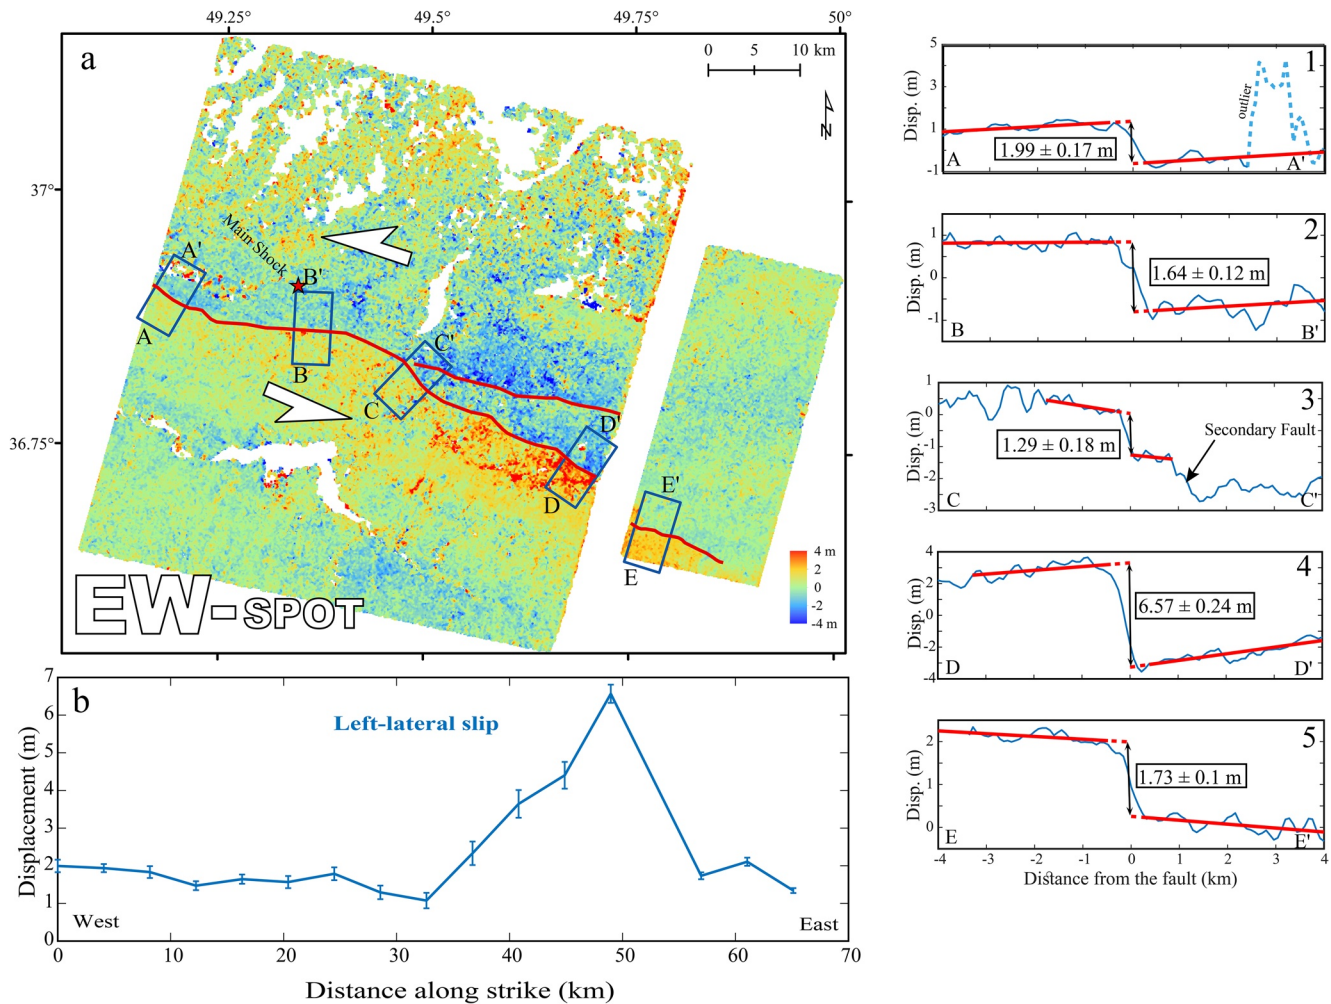 49.25° 49.5° 49.75° 50°
a
0 5 10 km
N
37°
36.75°
Main Shock
A'
A
B'
B
C'
C
D'
D
E'
E
4 m
2
0
-2
-4 m
EW-SPOT
b
Left-lateral slip
7
6
5
4
3
2
1
0
Displacement (m)
West
East
0 10 20 30 40 50 60 70
Distance along strike (km)
5
3
1
-1
Disp. (m)
1
outlier
1.99 ± 0.17 m
A
A'
1
0
-1
Disp. (m)
2
1.64 ± 0.12 m
B
B'
1
0
-1
-2
-3
Disp. (m)
3
Secondary Fault
1.29 ± 0.18 m
C
C'
4
2
0
-2
-4
Disp. (m)
4
6.57 ± 0.24 m
D
D'
2
1
0
Disp. (m)
5
1.73 ± 0.1 m
E
E'
-4 -3 -2 -1 0 1 2 3 4
Distance from the fault (km)